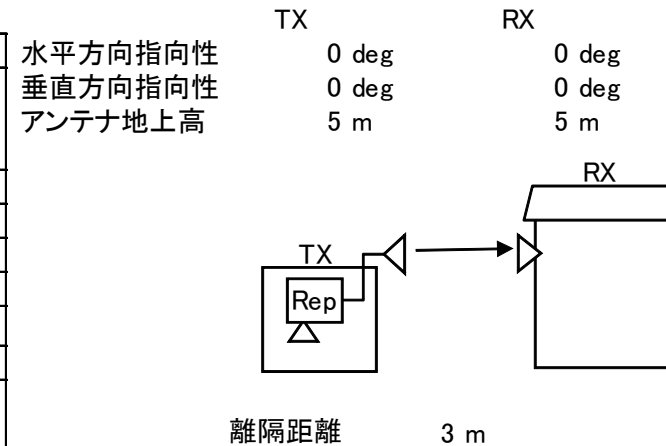 TX RX
水平方向指向性 0 deg 0 deg
垂直方向指向性 0 deg 0 deg
アンテナ地上高 5 m 5 m
RX
TX
Rep
離隔距離 3 m